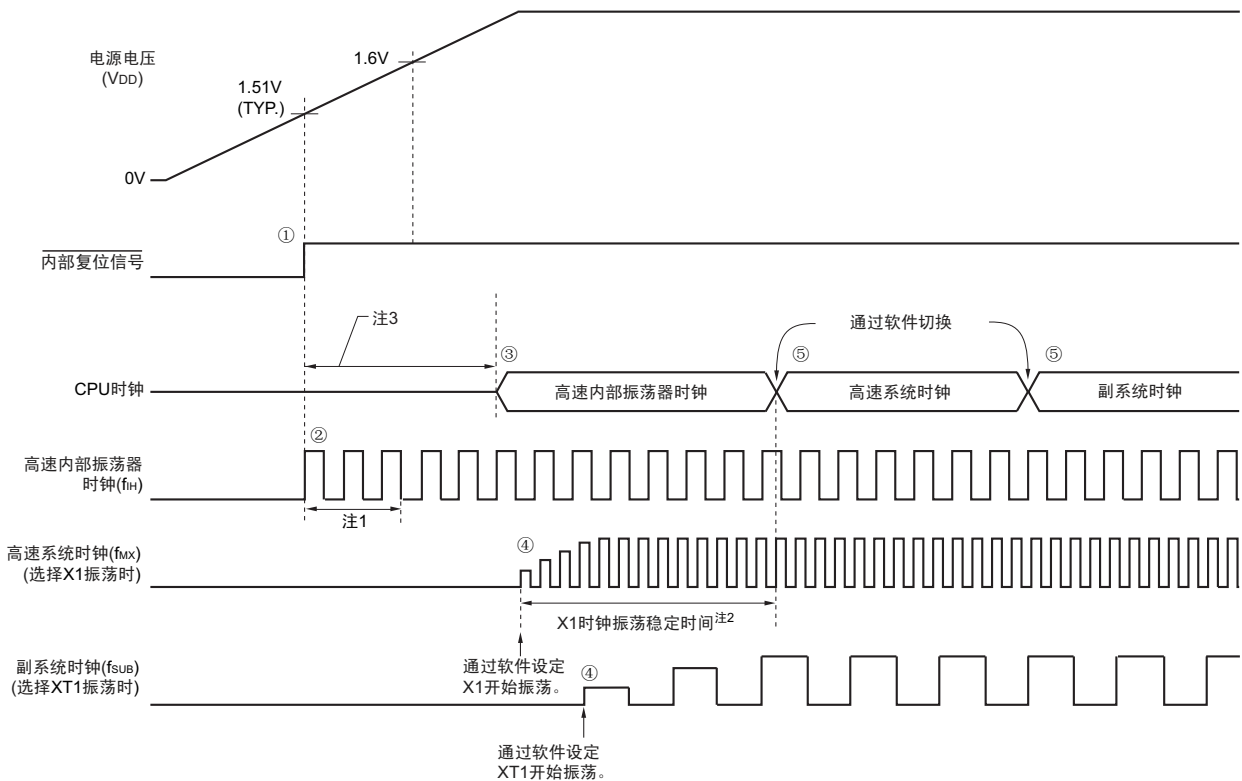 电源电压
(VDD)
1.6V
1.51V
(TYP.)
0V
①
内部复位信号
注3
通过软件切换
③
⑤
⑤
CPU时钟
高速内部振荡器时钟
高速系统时钟
副系统时钟
②
高速内部振荡器
时钟(fIH)
注1
高速系统时钟(fMX)
(选择X1振荡时)
④
X1时钟振荡稳定时间注2
通过软件设定
X1开始振荡。
副系统时钟(fSUB)
(选择XT1振荡时)
④
通过软件设定
XT1开始振荡。